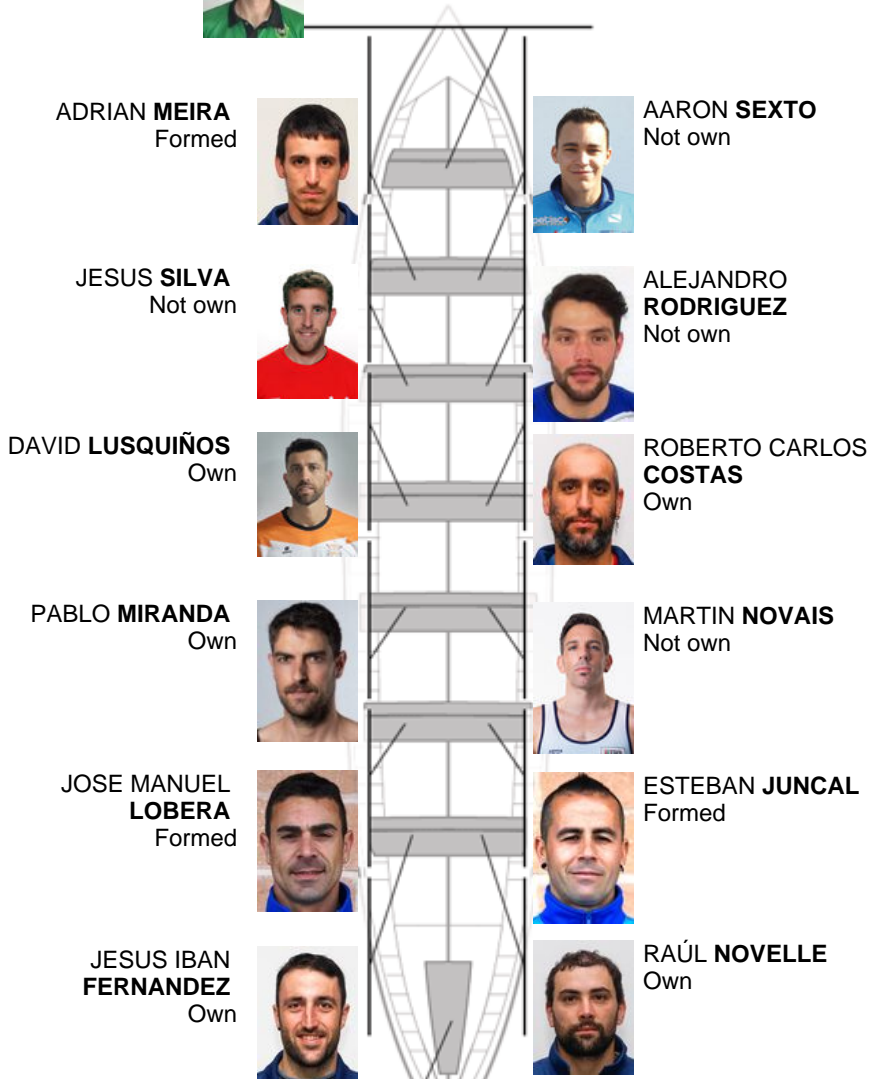 ADRIAN MEIRA
Formed
AARON SEXTO
Not own
JESUS SILVA
Not own
ALEJANDRO
RODRIGUEZ
Not own
DAVID LUSQUIÑOS
Own
ROBERTO CARLOS
COSTAS
Own
PABLO MIRANDA
Own
MARTIN NOVAIS
Not own
JOSE MANUEL
LOBERA
Formed
ESTEBAN JUNCAL
Formed
JESUS IBAN
FERNANDEZ
Own
RAÚL NOVELLE
Own